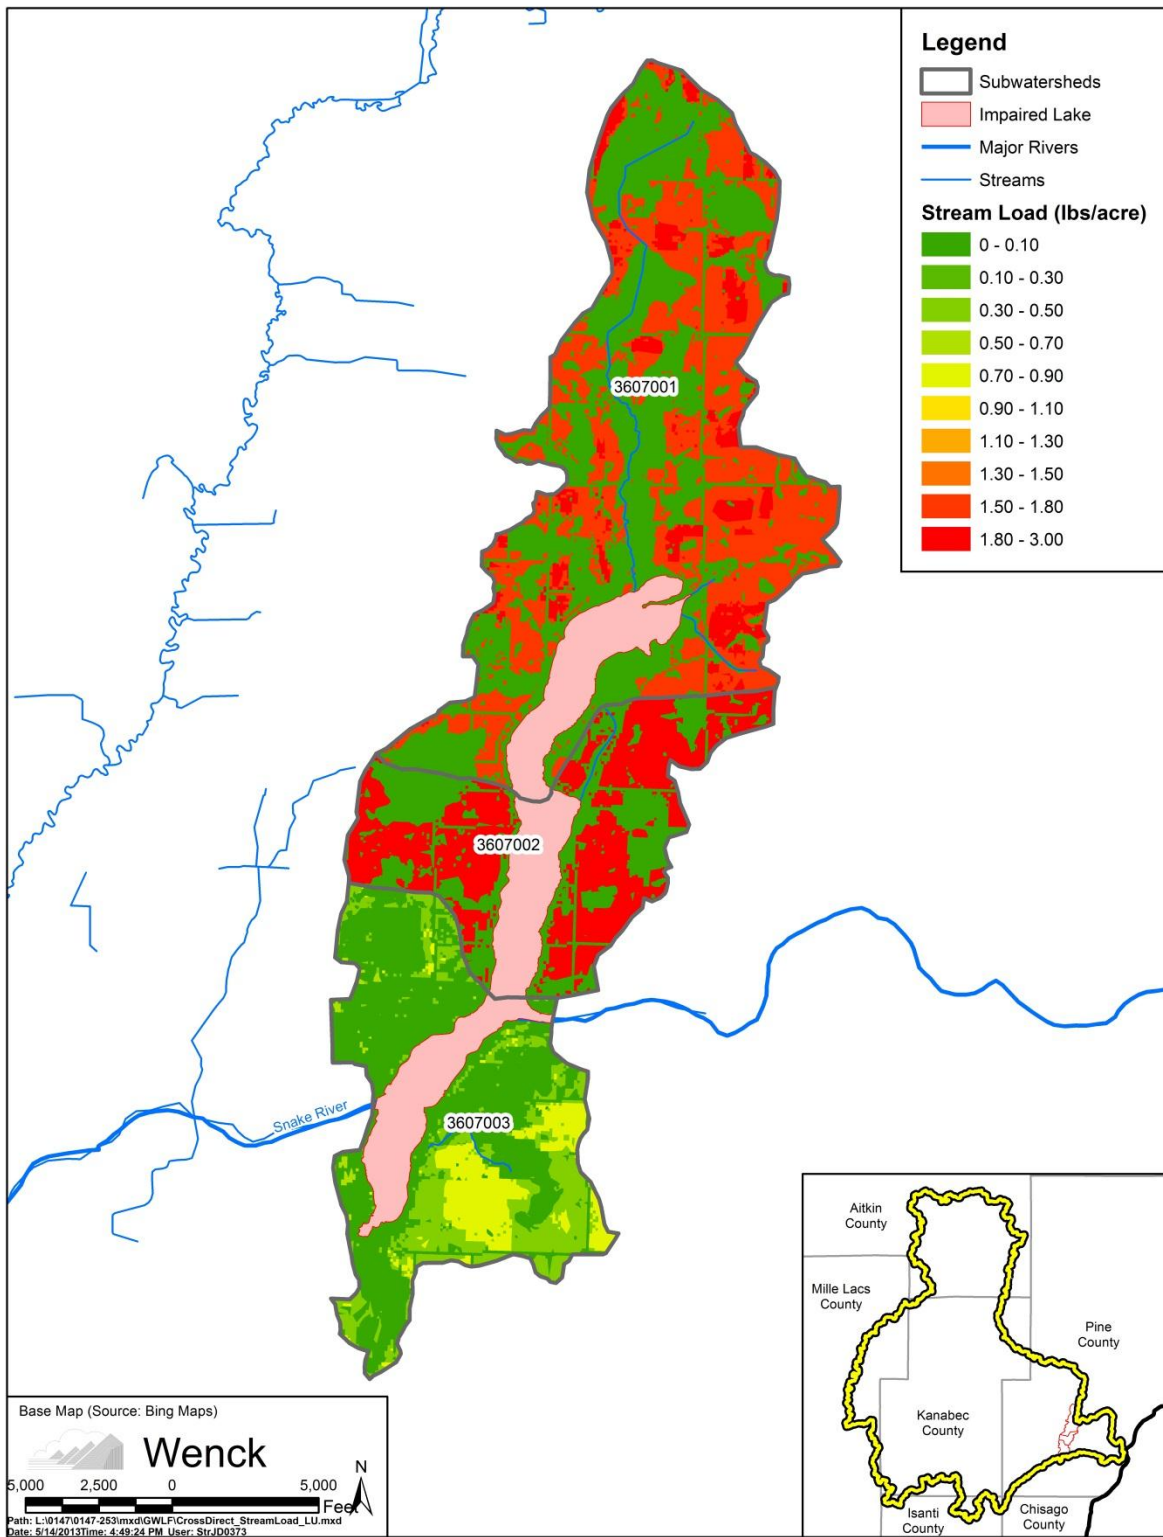 Legend
Subwatersheds
Impaired Lake
Major Rivers
Streams
Stream Load (lbs/acre)
0 - 0.10
0.10 - 0.30
0.30 - 0.50
0.50 - 0.70
0.70 - 0.90
0.90 - 1.10
1.10 - 1.30
1.30 - 1.50
1.50 - 1.80
1.80 - 3.00
3607001
3607002
3607003
Snake River
Aitkin
County
Mille Lacs
County
Pine
County
Kanabec
County
Isanti
County
Chisago
County
Base Map (Source: Bing Maps)
Wenck
N
5,000 2,500 0 5,000
Feet
Path: L:\0147\0147-253\mxd\GWLF\CrossDirect_StreamLoad_LU.mxd
Date: 5/14/2013Time: 4:49:24 PM User: StrJD0373